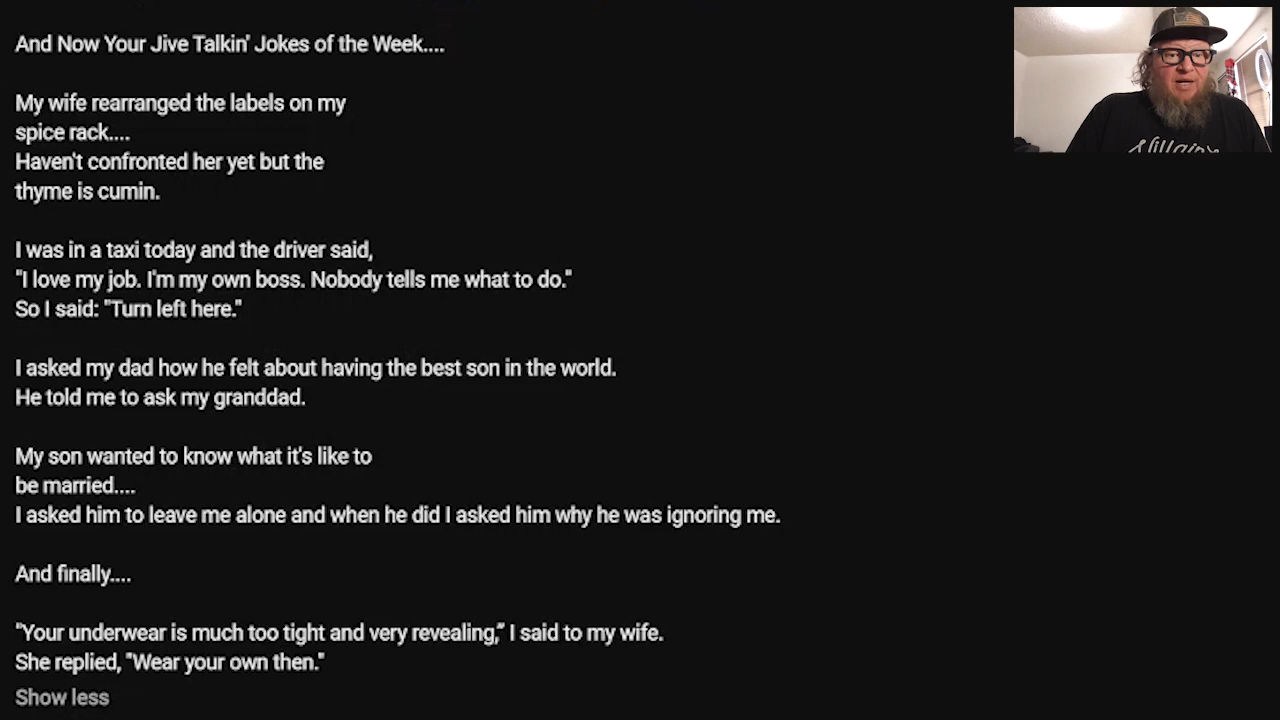 And Now Your Jive Talkin' Jokes of the Week....
My wife rearranged the labels on my
spice rack....
Haven't confronted her yet but the
thyme is cumin.
I was in a taxi today and the driver said,
"I love my job. I'm my own boss. Nobody tells me what to do."
So I said: "Turn left here."
I asked my dad how he felt about having the best son in the world.
He told me to ask my granddad.
My son wanted to know what it's like to
be married....
I asked him to leave me alone and when he did I asked him why he was ignoring me.
And finally....
"Your underwear is much too tight and very revealing,” I said to my wife.
She replied, "Wear your own then."
Show less